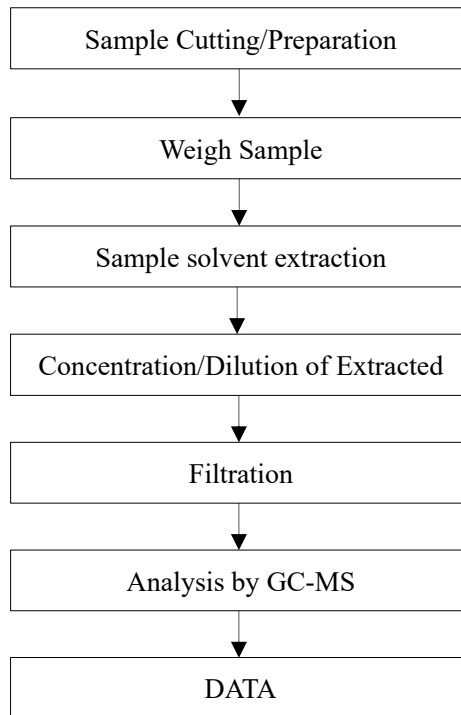 Sample Cutting/Preparation
Weigh Sample
Sample solvent extraction
Concentration/Dilution of Extracted
Filtration
Analysis by GC-MS
DATA